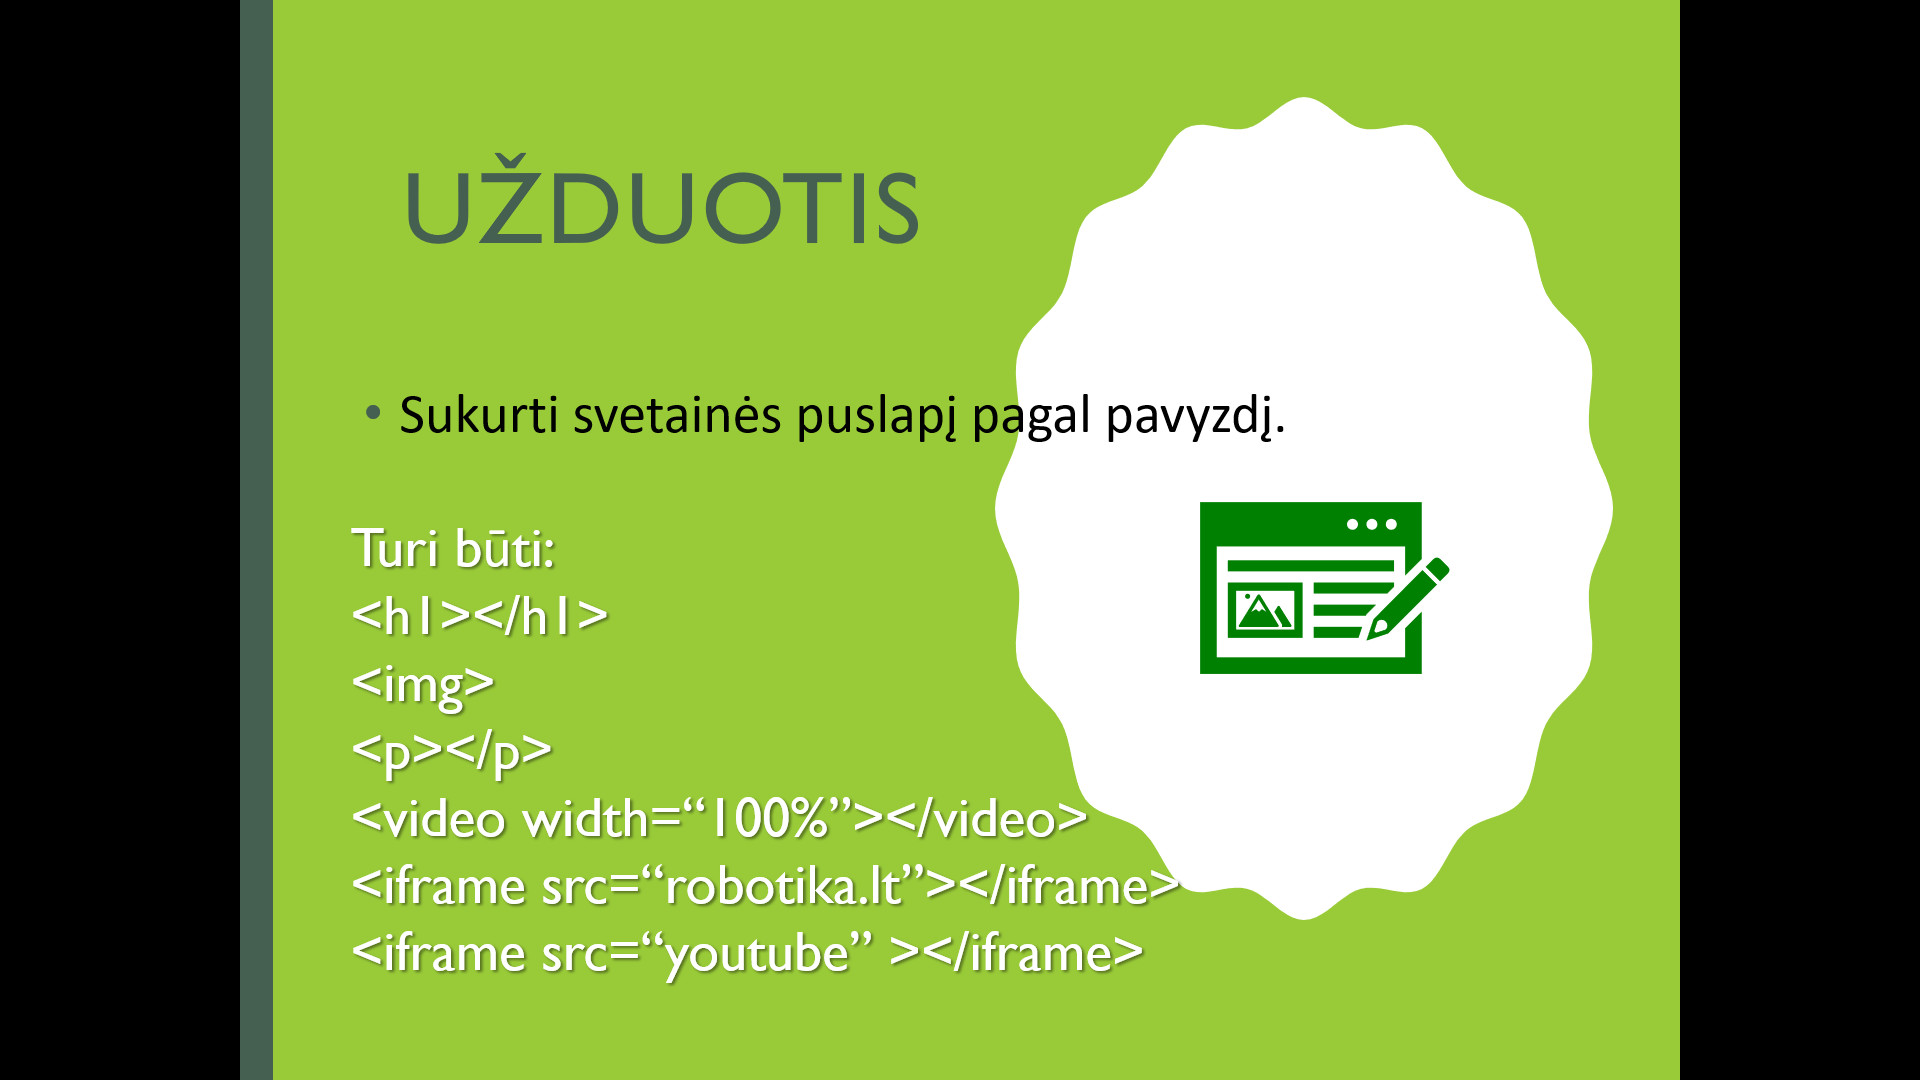 UŽDUOTIS
• Sukurti svetainės puslapį pagal pavyzdį.
Turi būti:
<h1></h1>
<img>
<p></p>
<video width=“100%”></video>
<iframe src=“robotika.lt”></iframe>
<iframe src=“youtube” ></iframe>